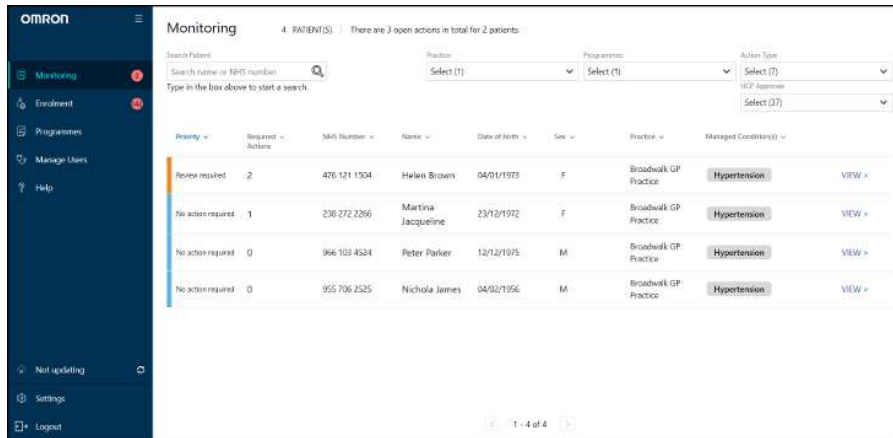 OMRON
Monitoring
Enrolment
Programmes
Manage Users
Help
Not updating
Settings
Logout
Monitoring 4 PATIENT(S) There are 3 open actions in total for 2 patients.
Search Patient Practice Programmes Action Type
Search name or NHS number Select (1) Select (1) Select (7)
Type in the box above to start a search. HCP Approver
Select (37)
Priority Required Actions NHS Number Name Date of Birth Sex Practice Managed Condition(s)
Review required 2 476 121 1504 Helen Brown 04/01/1973 F Broadwalk GP Practice Hypertension VIEW >
No action required 1 238 272 2266 Martina Jacqueline 23/12/1972 F Broadwalk GP Practice Hypertension VIEW >
No action required 0 966 103 4524 Peter Parker 12/12/1975 M Broadwalk GP Practice Hypertension VIEW >
No action required 0 955 706 2525 Nichola James 04/02/1956 M Broadwalk GP Practice Hypertension VIEW >
1 - 4 of 4